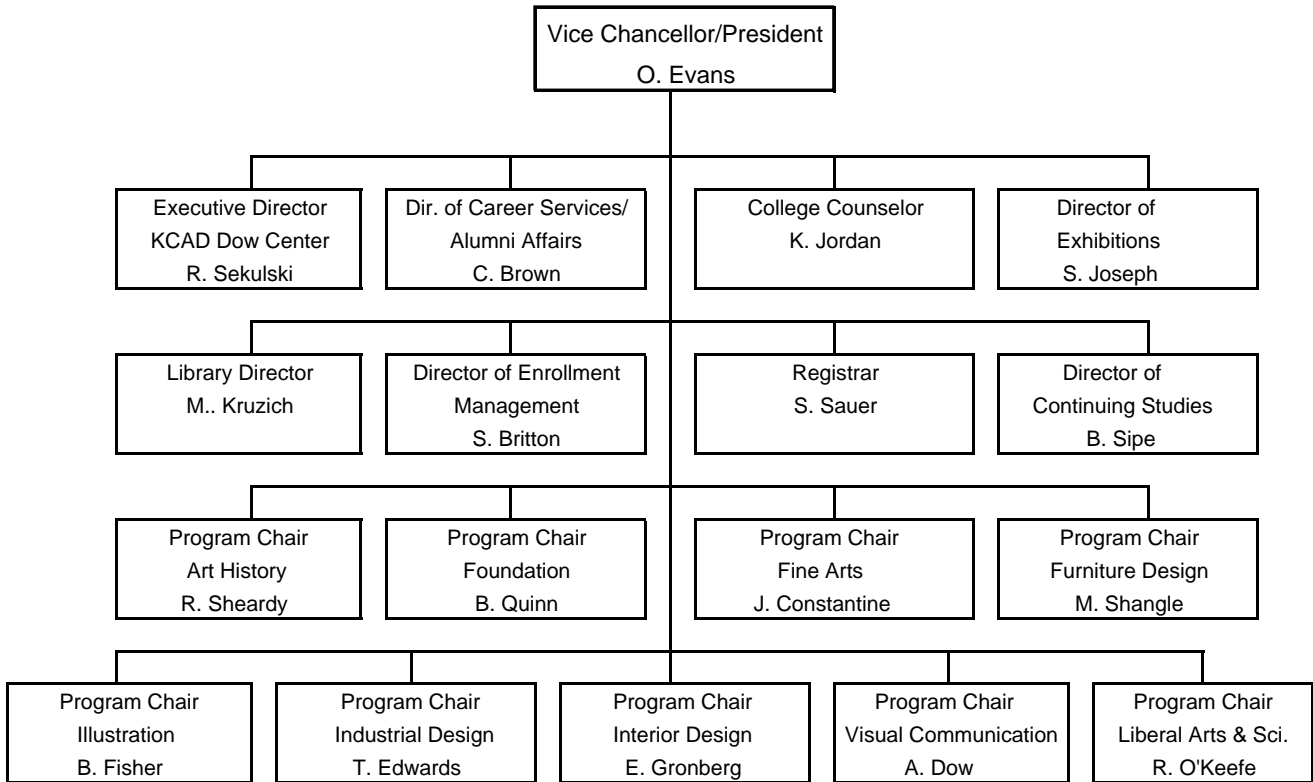 Vice Chancellor/President
O. Evans
Executive Director
KCAD Dow Center
R. Sekulski
Dir. of Career Services/
Alumni Affairs
C. Brown
College Counselor
K. Jordan
Director of
Exhibitions
S. Joseph
Library Director
M.. Kruzich
Director of Enrollment
Management
S. Britton
Registrar
S. Sauer
Director of
Continuing Studies
B. Sipe
Program Chair
Art History
R. Sheardy
Program Chair
Foundation
B. Quinn
Program Chair
Fine Arts
J. Constantine
Program Chair
Furniture Design
M. Shangle
Program Chair
Illustration
B. Fisher
Program Chair
Industrial Design
T. Edwards
Program Chair
Interior Design
E. Gronberg
Program Chair
Visual Communication
A. Dow
Program Chair
Liberal Arts & Sci.
R. O'Keefe